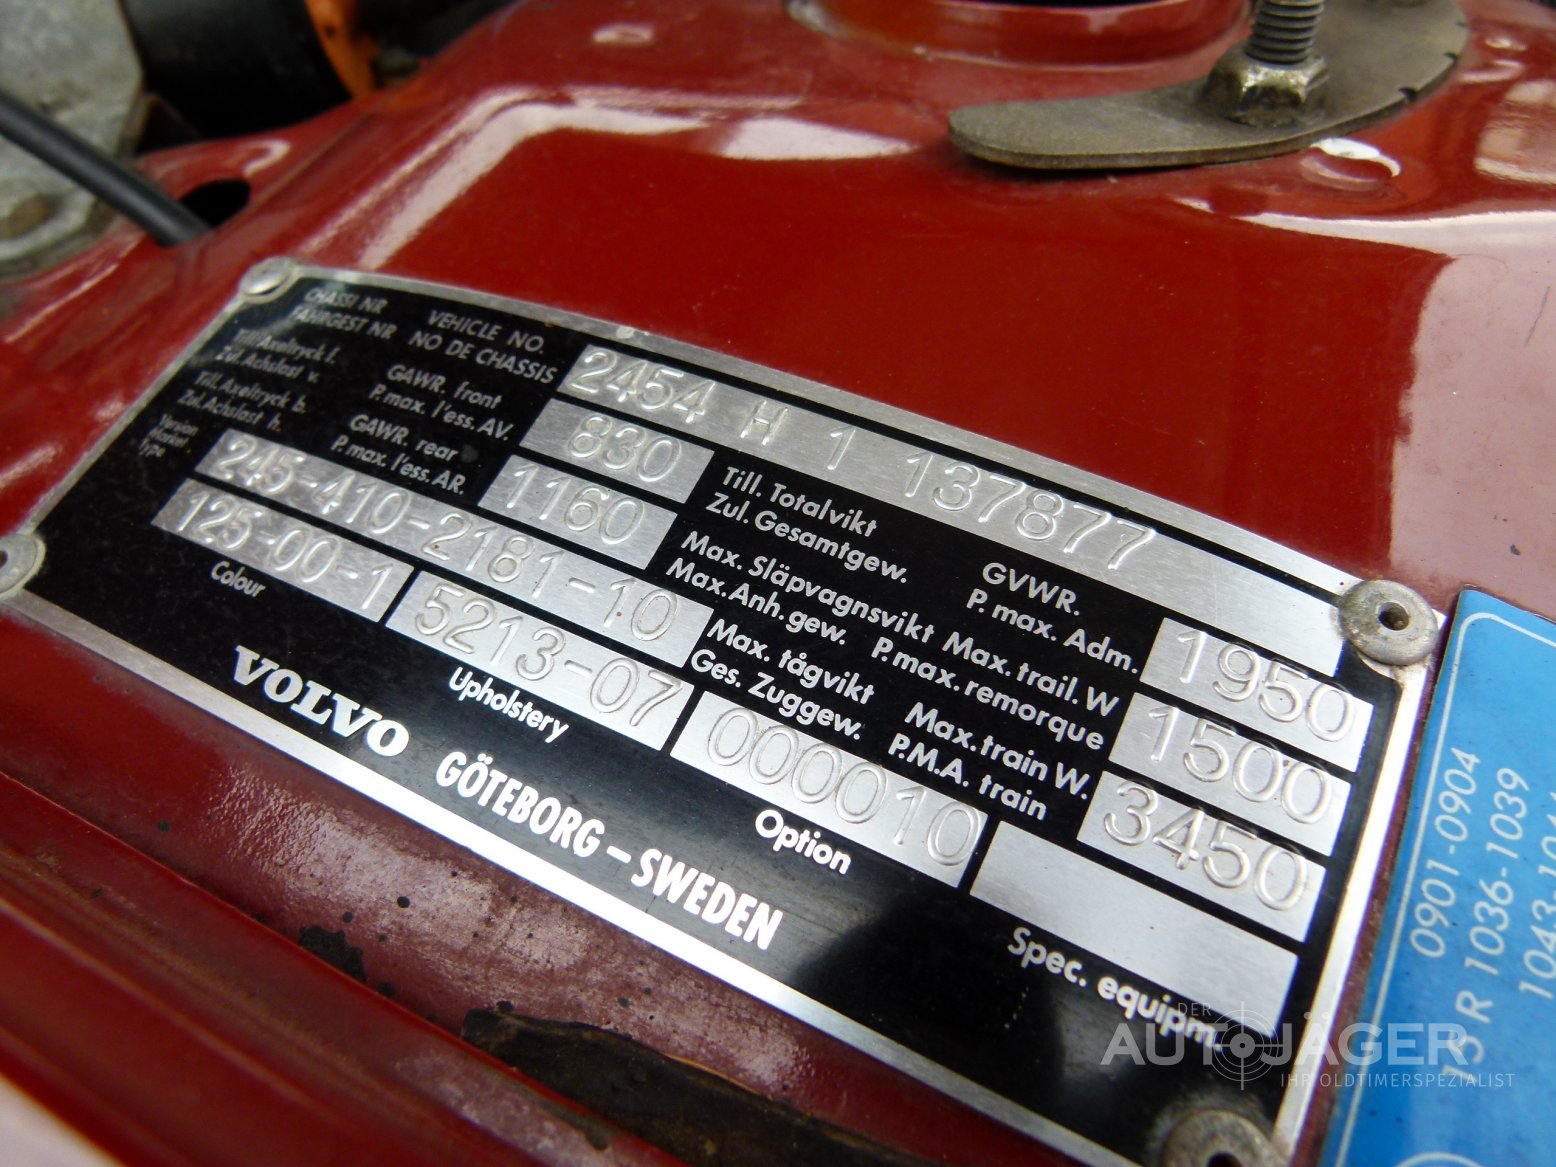 CHASSI NR VEHICLE NO.
FAHRGEST NR NO DE CHASSIS
2454 H 1 137877
Till. Axeltryck f. GAWR. front
Zul. Achslast v. P. max. l'ess. AV.
830
Till. Axeltryck b. GAWR. rear
Zul. Achslast h. P. max. l'ess. AR.
1160
Till. Totalvikt GVWR.
Zul. Gesamtgew. P. max. Adm.
1950
Max. Släpvagnsvikt Max. trail. W
Max. Anh. gew. P. max. remorque
1500
Max. tågvikt Max. train W.
Ges. Zuggew. P.M.A. train
3450
Version
Market
Type
245-410-2181-10
125-00-1 5213-07 000010
Colour Upholstery Option Spec. equipm.
VOLVO GÖTEBORG – SWEDEN
0901-0904
15 R 1036-1039
DER
AUTOJÄGER
IHR OLDTIMERSPEZIALIST